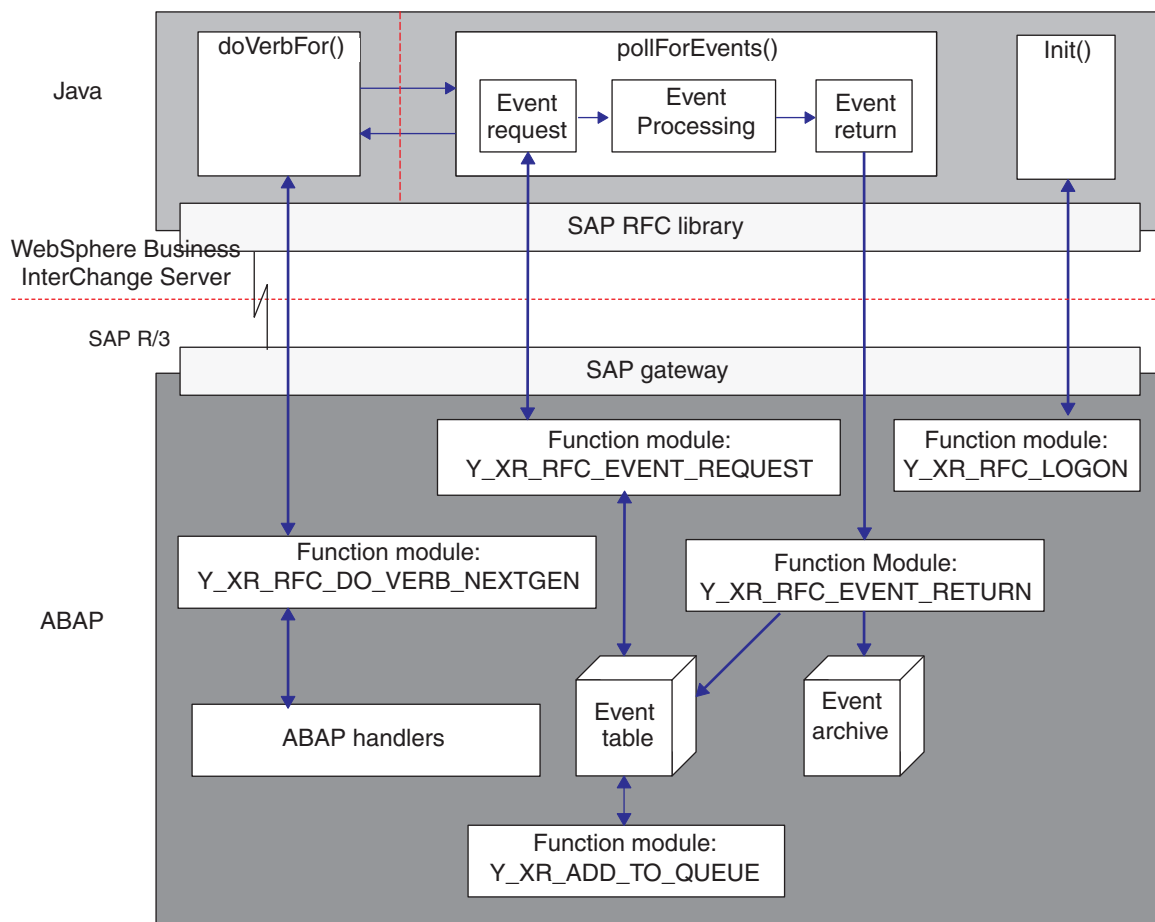 doVerbFor()
pollForEvents()
Init()
Java
Event
request
Event
Processing
Event
return
SAP RFC library
WebSphere Business
InterChange Server
SAP R/3
SAP gateway
Function module:
Y_XR_RFC_EVENT_REQUEST
Function module:
Y_XR_RFC_LOGON
Function module:
Y_XR_RFC_DO_VERB_NEXTGEN
Function Module:
Y_XR_RFC_EVENT_RETURN
ABAP
ABAP handlers
Event
table
Event
archive
Function module:
Y_XR_ADD_TO_QUEUE